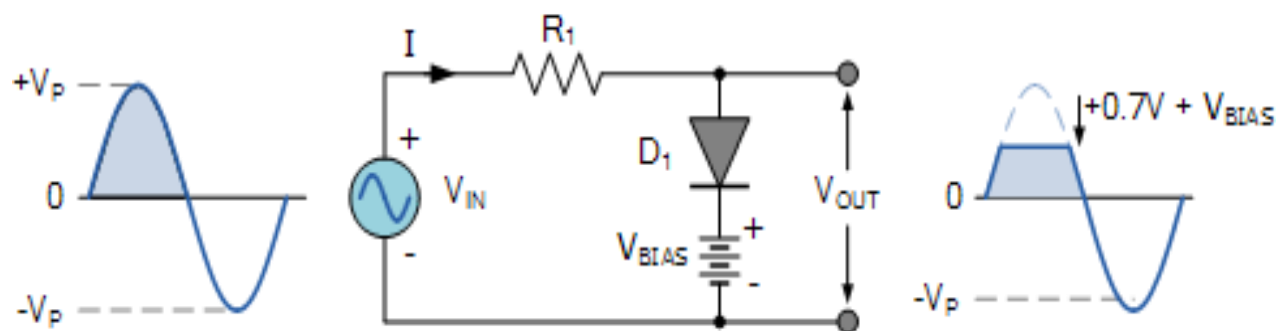 +VP
0
-VP
I
R1
+
VIN
-
D1
VBIAS
+
-
VOUT
+0.7V + VBIAS
0
-VP